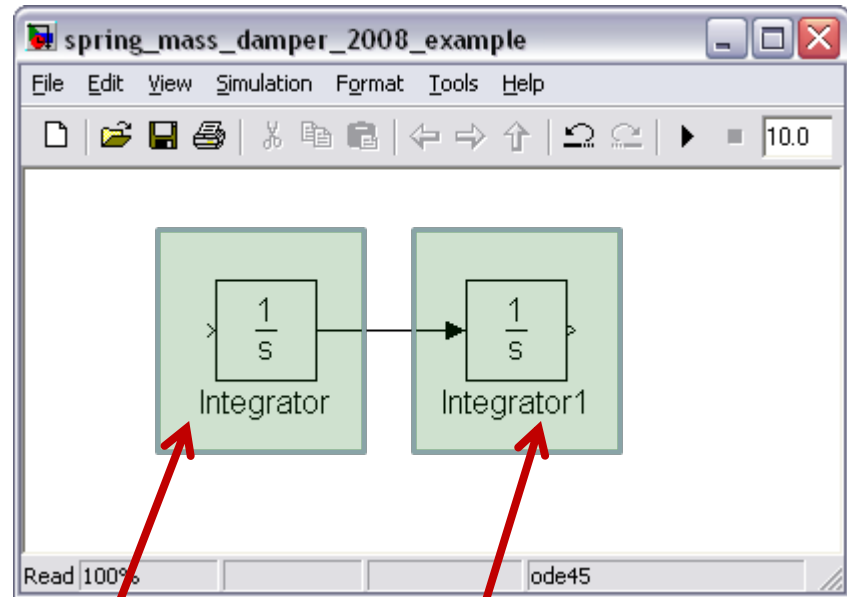 spring_mass_damper_2008_example
File Edit View Simulation Format Tools Help
10.0
1 1
s s
Integrator Integrator1
Read 100% ode45